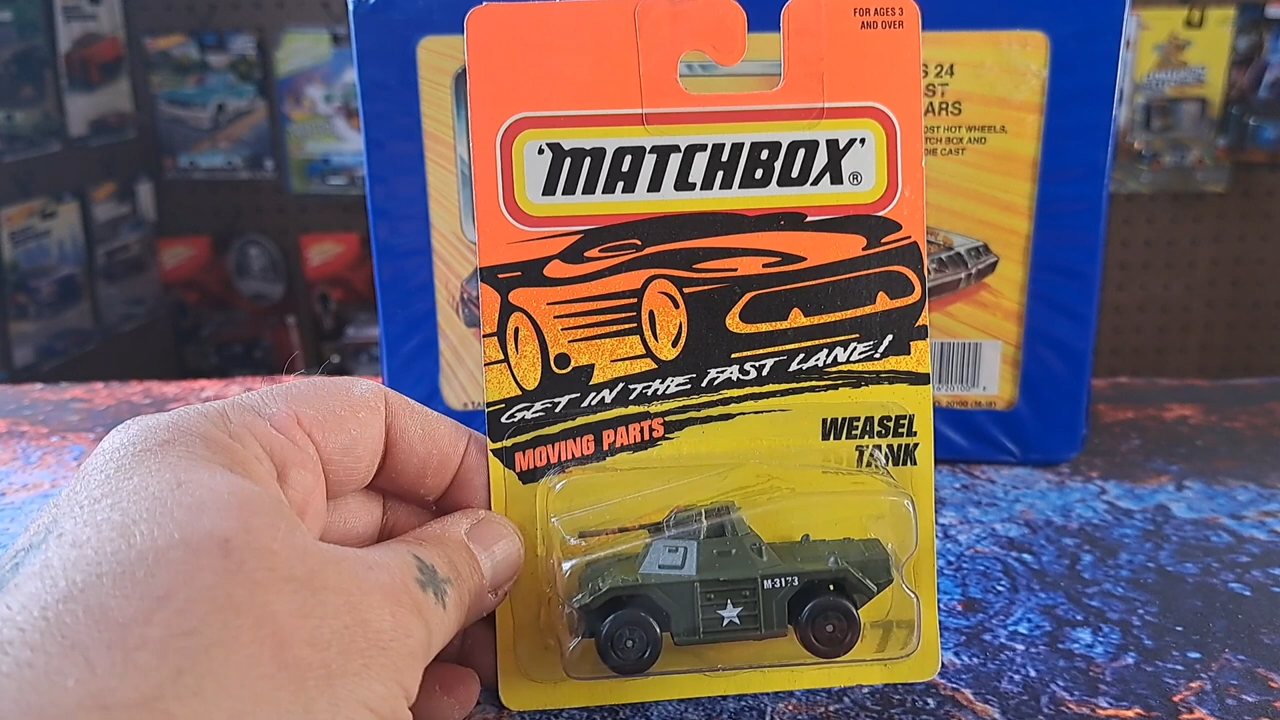 FOR AGES 3
AND OVER
'MATCHBOX'®
GET IN THE FAST LANE!
MOVING PARTS
WEASEL
TANK
M-3173
77
S 24
ST
ARS
OST HOT WHEELS,
TCH BOX AND
DIE CAST